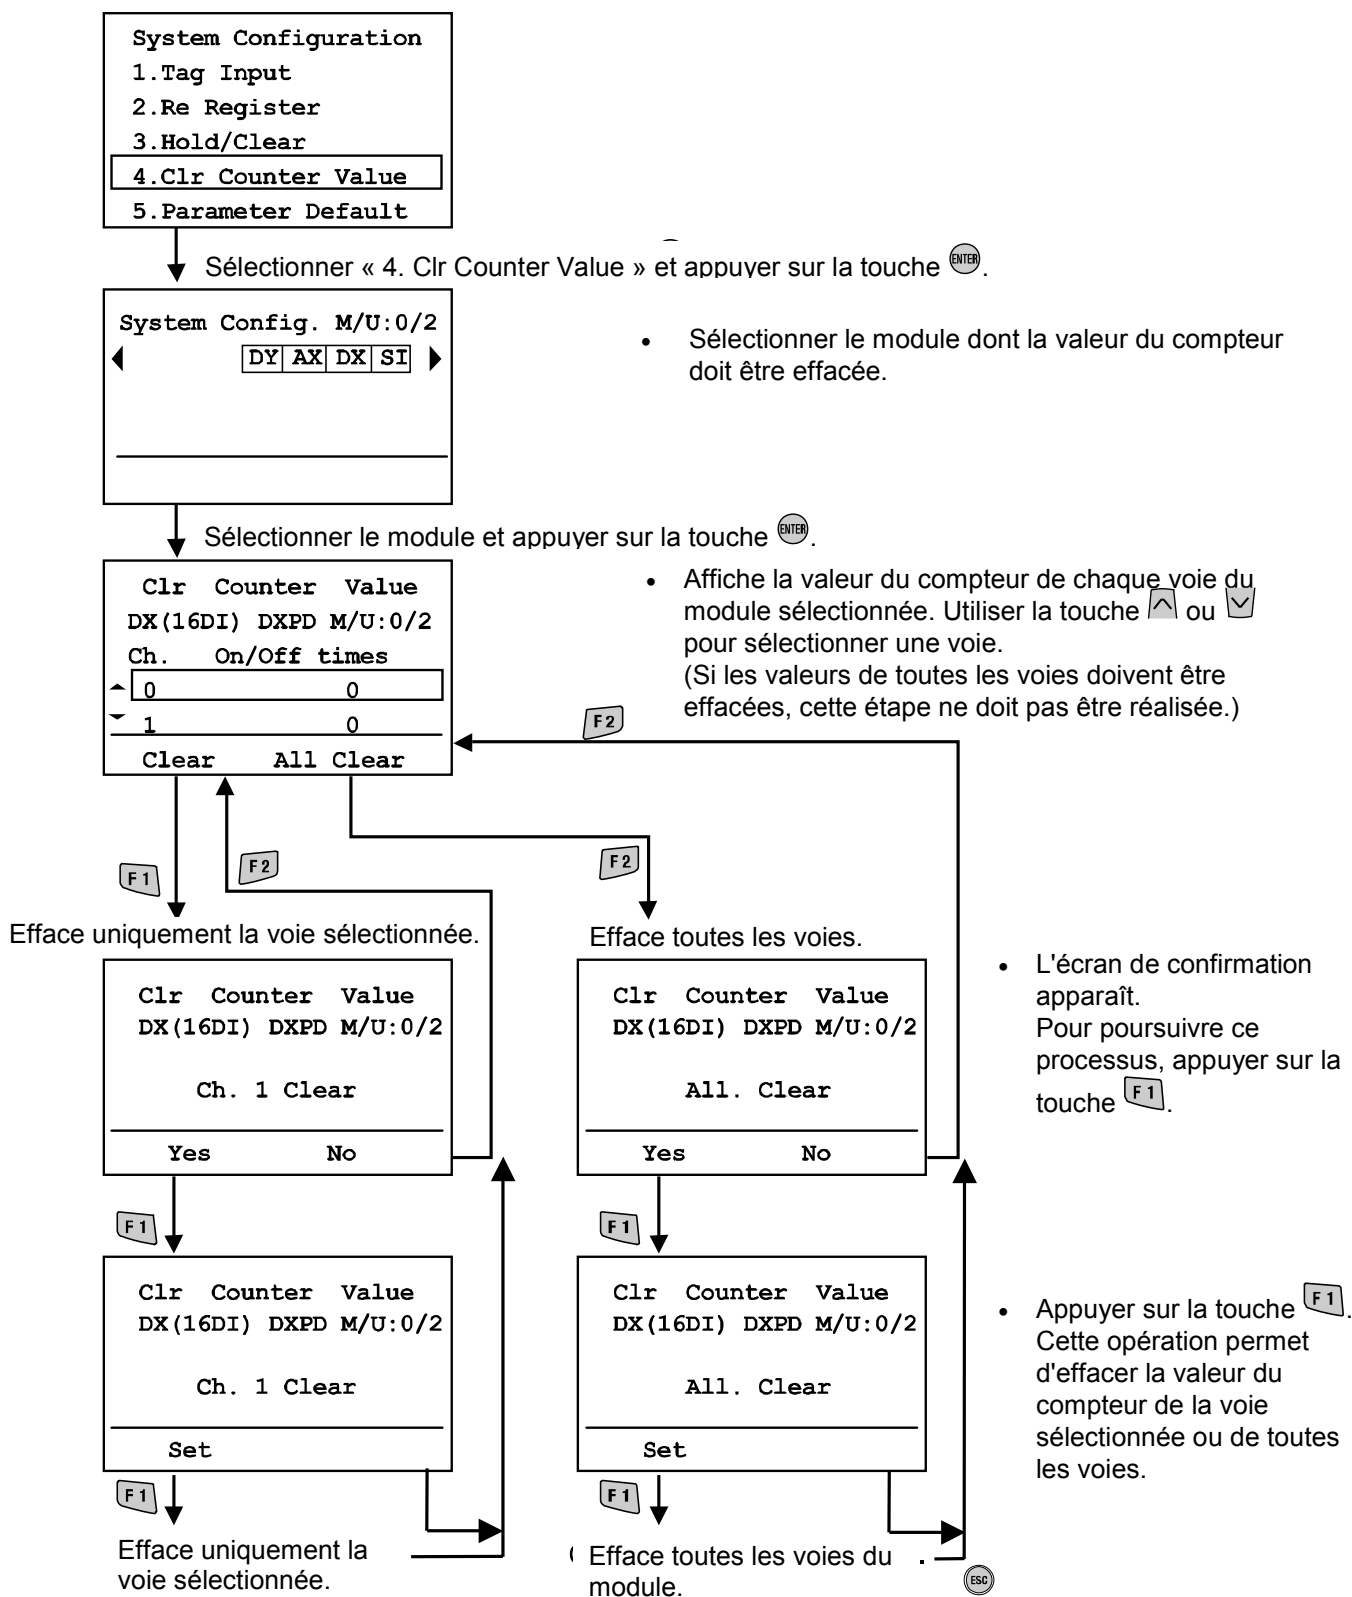 System Configuration
1.Tag Input
2.Re Register
3.Hold/Clear
4.Clr Counter Value
5.Parameter Default
Sélectionner « 4. Clr Counter Value » et appuyer sur la touche ENTER.
System Config. M/U:0/2
DY AX DX SI
• Sélectionner le module dont la valeur du compteur
doit être effacée.
Sélectionner le module et appuyer sur la touche ENTER.
Clr Counter Value
DX(16DI) DXPD M/U:0/2
Ch. On/Off times
0 0
1 0
Clear All Clear
• Affiche la valeur du compteur de chaque voie du
module sélectionnée. Utiliser la touche ou
pour sélectionner une voie.
(Si les valeurs de toutes les voies doivent être
effacées, cette étape ne doit pas être réalisée.)
F2
F1
F2
F2
Efface uniquement la voie sélectionnée.
Efface toutes les voies.
Clr Counter Value
DX(16DI) DXPD M/U:0/2
Ch. 1 Clear
Yes No
Clr Counter Value
DX(16DI) DXPD M/U:0/2
All. Clear
Yes No
• L'écran de confirmation
apparaît.
Pour poursuivre ce
processus, appuyer sur la
touche F1.
F1
F1
Clr Counter Value
DX(16DI) DXPD M/U:0/2
Ch. 1 Clear
Set
Clr Counter Value
DX(16DI) DXPD M/U:0/2
All. Clear
Set
• Appuyer sur la touche F1.
Cette opération permet
d'effacer la valeur du
compteur de la voie
sélectionnée ou de toutes
les voies.
F1
F1
Efface uniquement la
voie sélectionnée.
Efface toutes les voies du
module.
ESC